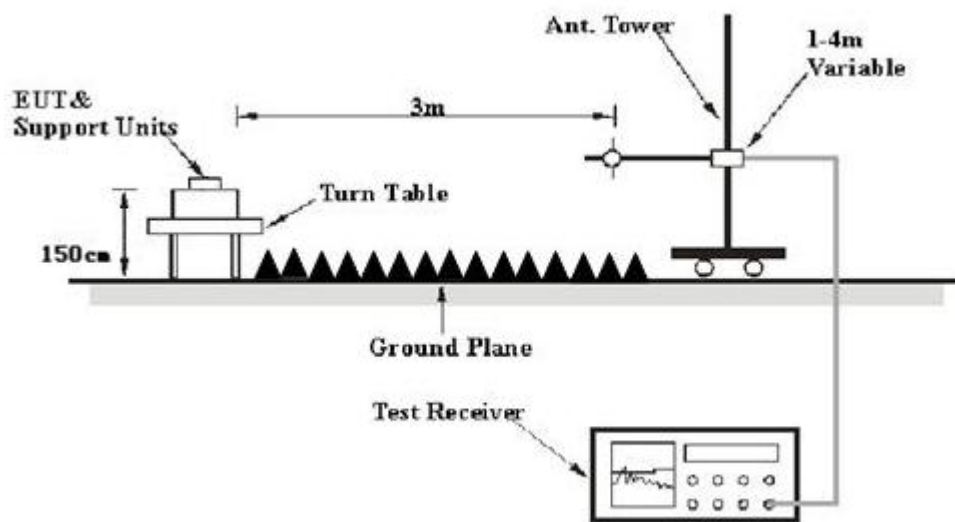 Ant. Tower
1-4m
Variable
EUT&
Support Units
3m
Turn Table
150cm
Ground Plane
Test Receiver